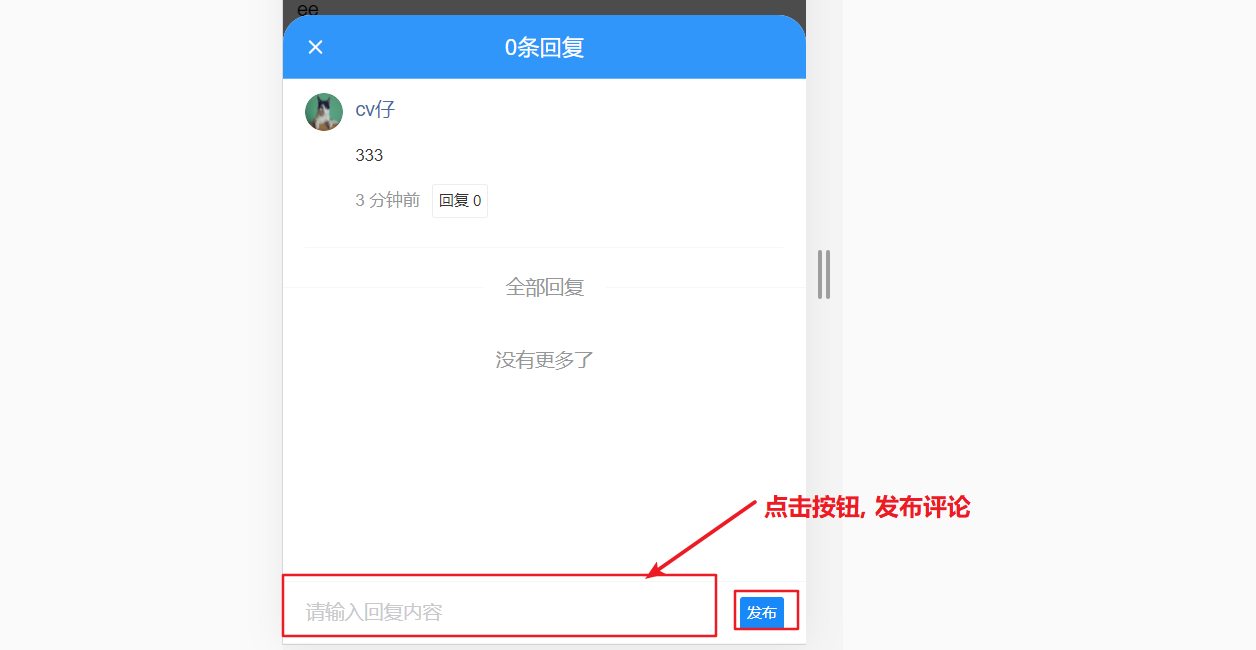 ee
0条回复
cv仔
333
3 分钟前 回复 0
全部回复
没有更多了
点击按钮, 发布评论
请输入回复内容
发布